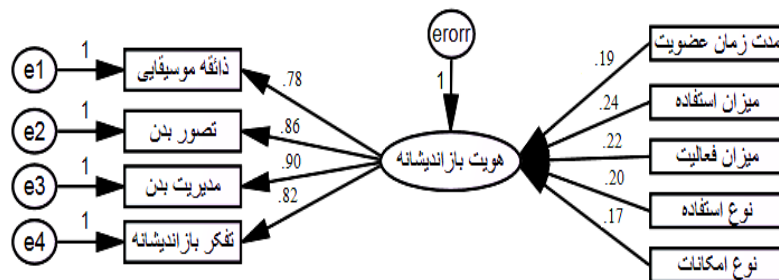 erorr
1
e1
1
ذائقه موسیقایی
.78
e2
1
تصور بدن
.86
e3
1
مدیریت بدن
.90
e4
1
تفکر بازاندیشانه
.82
هویت بازاندیشانه
مدت زمان عضویت
.19
میزان استفاده
.24
میزان فعالیت
.22
نوع استفاده
.20
نوع امکانات
.17